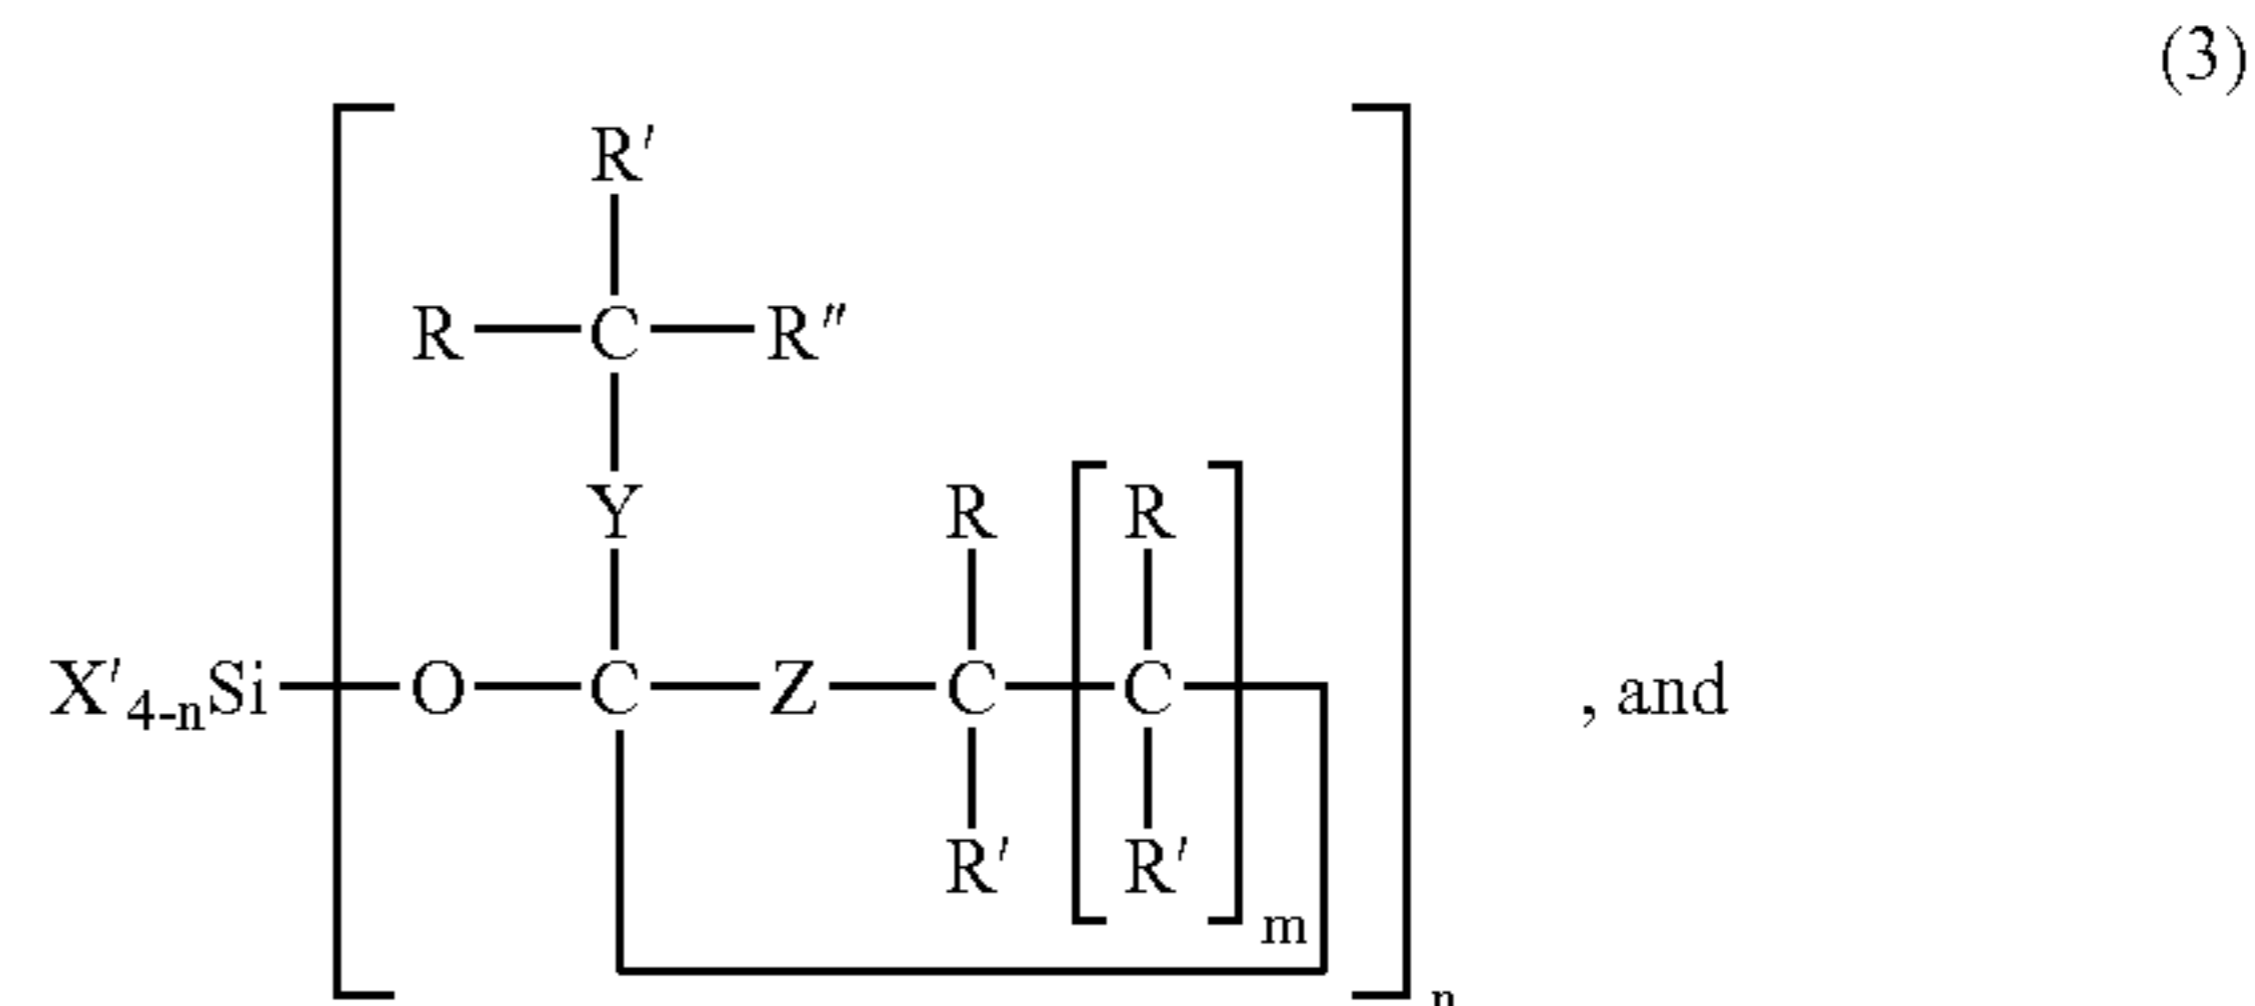 (3)
R′
R—C—R″
Y R R
X′4-nSi—O—C—Z—C—C , and
R′ R′
m
n